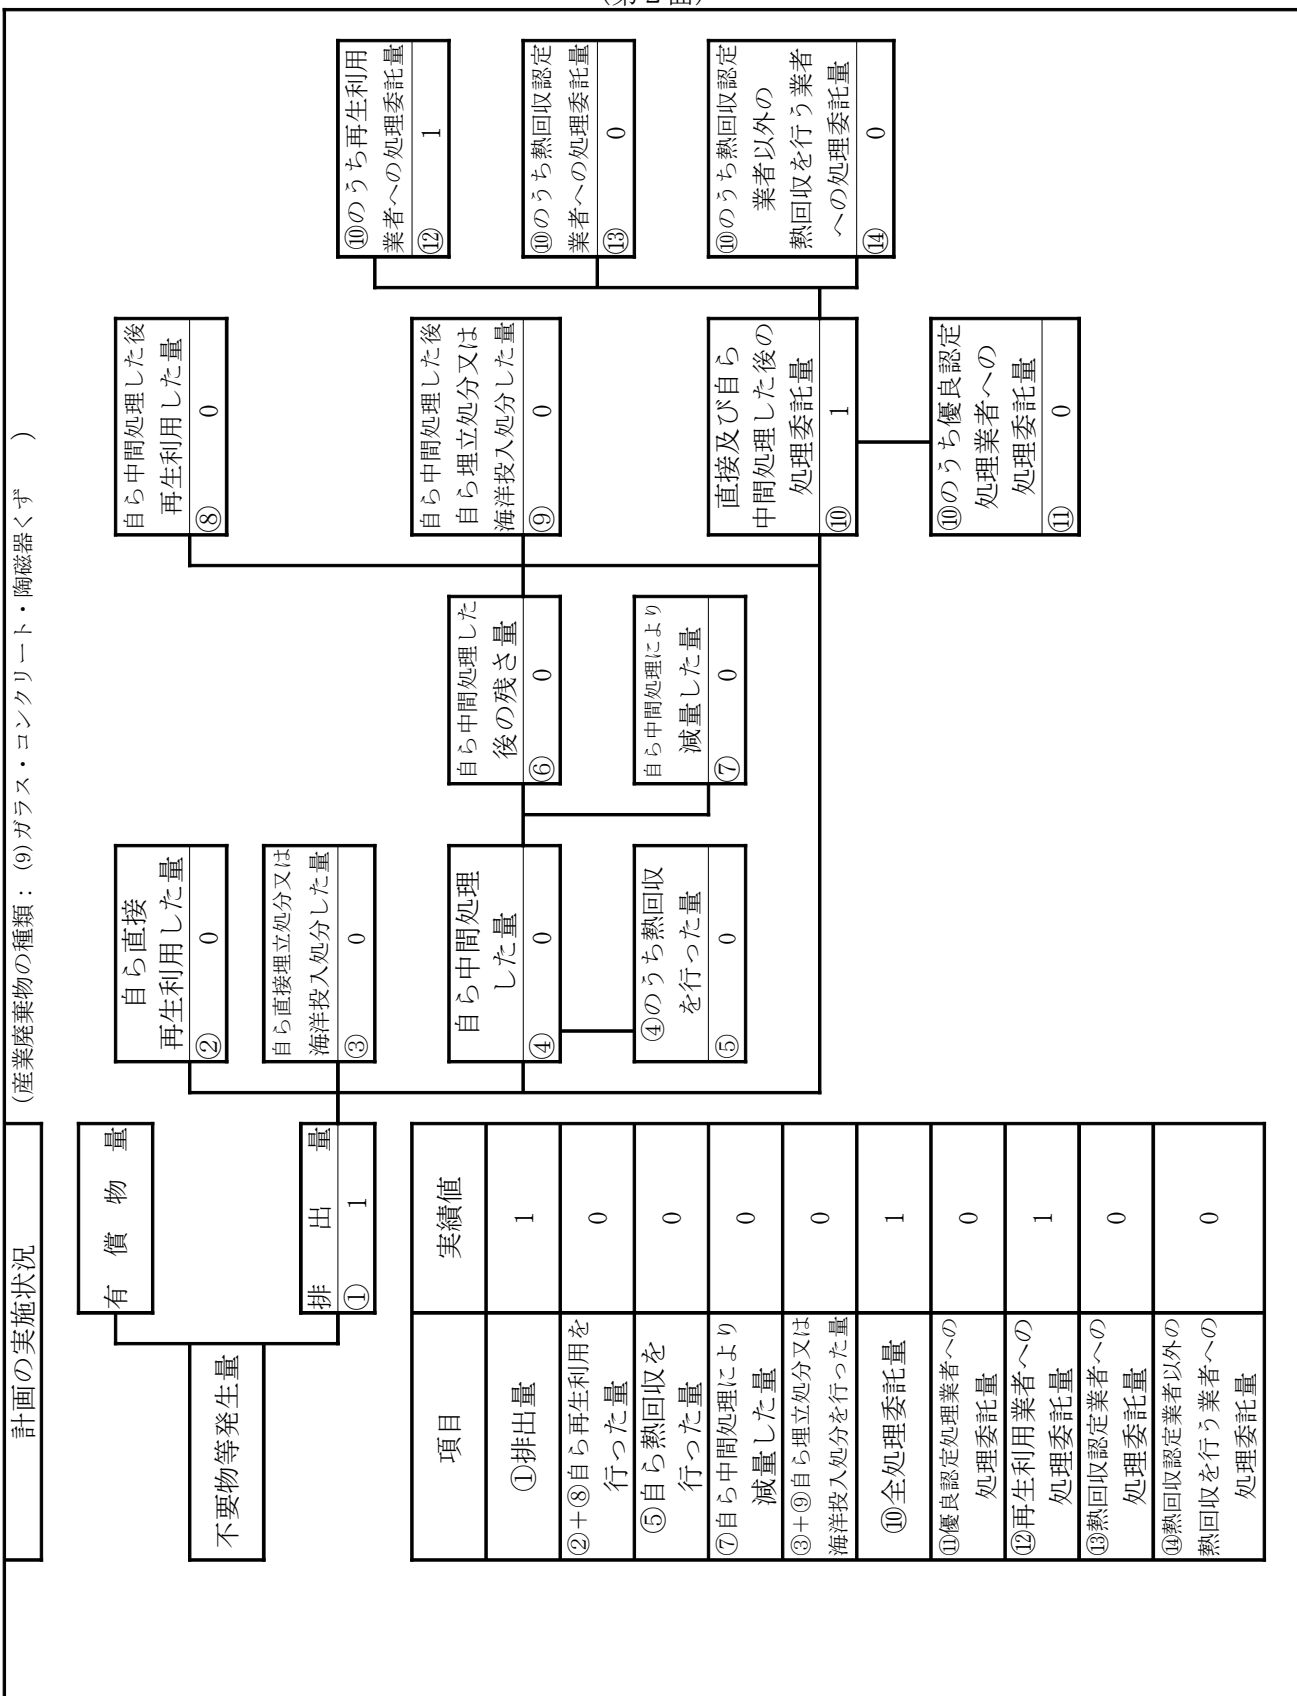 (第2面)
計画の実施状況
(産業廃棄物の種類:(9)ガラス・コンクリート・陶磁器くず )
不要物等発生量
有 償 物 量
排 出 量
① 1
自ら直接
再生利用した量
② 0
自ら直接埋立処分又は
海洋投入処分した量
③ 0
自ら中間処理
した量
④ 0
④のうち熱回収
を行った量
⑤ 0
自ら中間処理した
後の残さ量
⑥ 0
自ら中間処理により
減量した量
⑦ 0
自ら中間処理した後
再生利用した量
⑧ 0
自ら中間処理した後
自ら埋立処分又は
海洋投入処分した量
⑨ 0
直接及び自ら
中間処理した後の
処理委託量
⑩ 1
⑩のうち優良認定
処理業者への
処理委託量
⑪ 0
⑩のうち再生利用
業者への処理委託量
⑫ 1
⑩のうち熱回収認定
業者への処理委託量
⑬ 0
⑩のうち熱回収認定
業者以外の
熱回収を行う業者
への処理委託量
⑭ 0
項目 実績値
①排出量 1
②+⑧自ら再生利用を
行った量 0
⑤自ら熱回収を
行った量 0
⑦自ら中間処理により
減量した量 0
③+⑨自ら埋立処分又は
海洋投入処分を行った量 0
⑩全処理委託量 1
⑪優良認定処理業者への
処理委託量 0
⑫再生利用業者への
処理委託量 1
⑬熱回収認定業者への
処理委託量 0
⑭熱回収認定業者以外の
熱回収を行う業者への
処理委託量 0